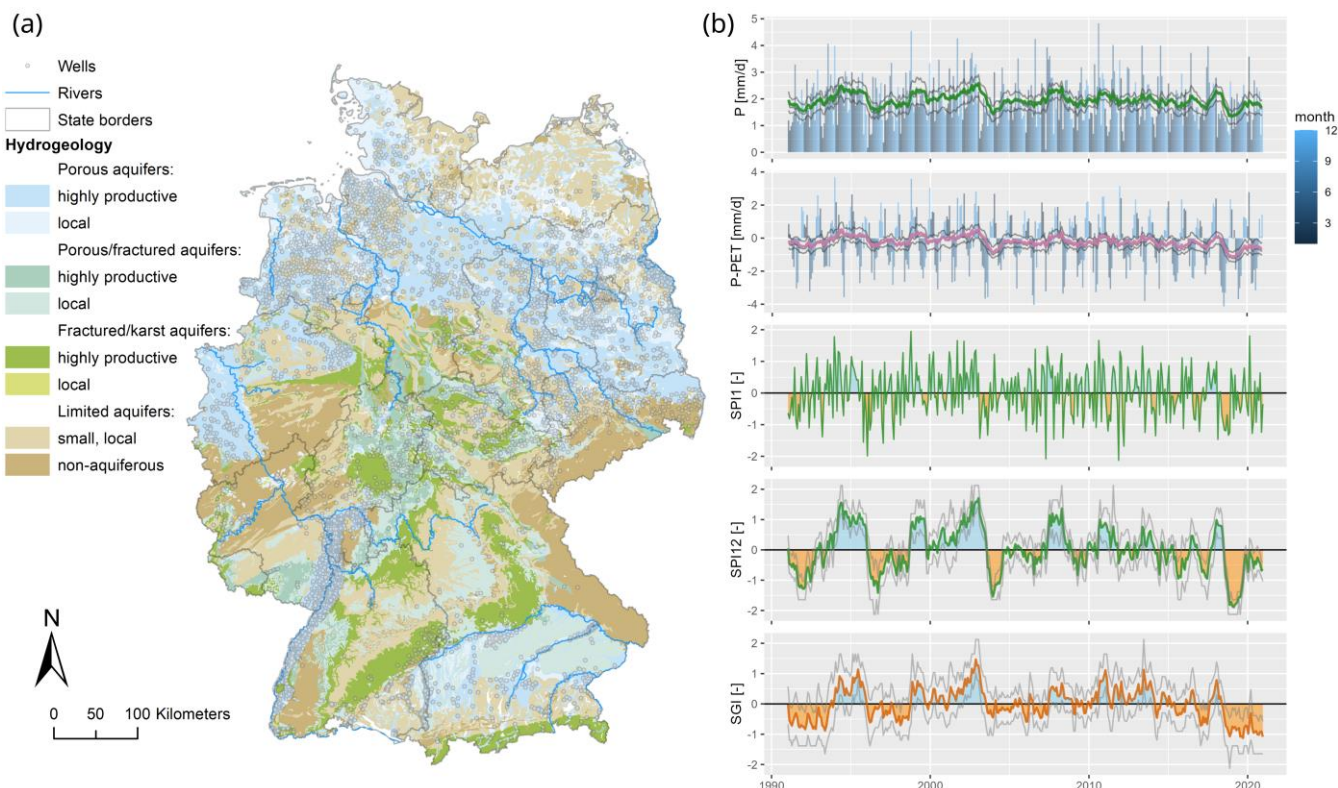 (a)
Wells
Rivers
State borders
Hydrogeology
Porous aquifers:
highly productive
local
Porous/fractured aquifers:
highly productive
local
Fractured/karst aquifers:
highly productive
local
Limited aquifers:
small, local
non-aquiferous
N
0 50 100 Kilometers
(b)
P [mm/d]
5
4
3
2
1
0
P-PET [mm/d]
4
2
0
-2
-4
SPI1 [-]
2
1
0
-1
-2
SPI12 [-]
2
1
0
-1
-2
SGI [-]
2
1
0
-1
-2
1990 2000 2010 2020
month
12
9
6
3